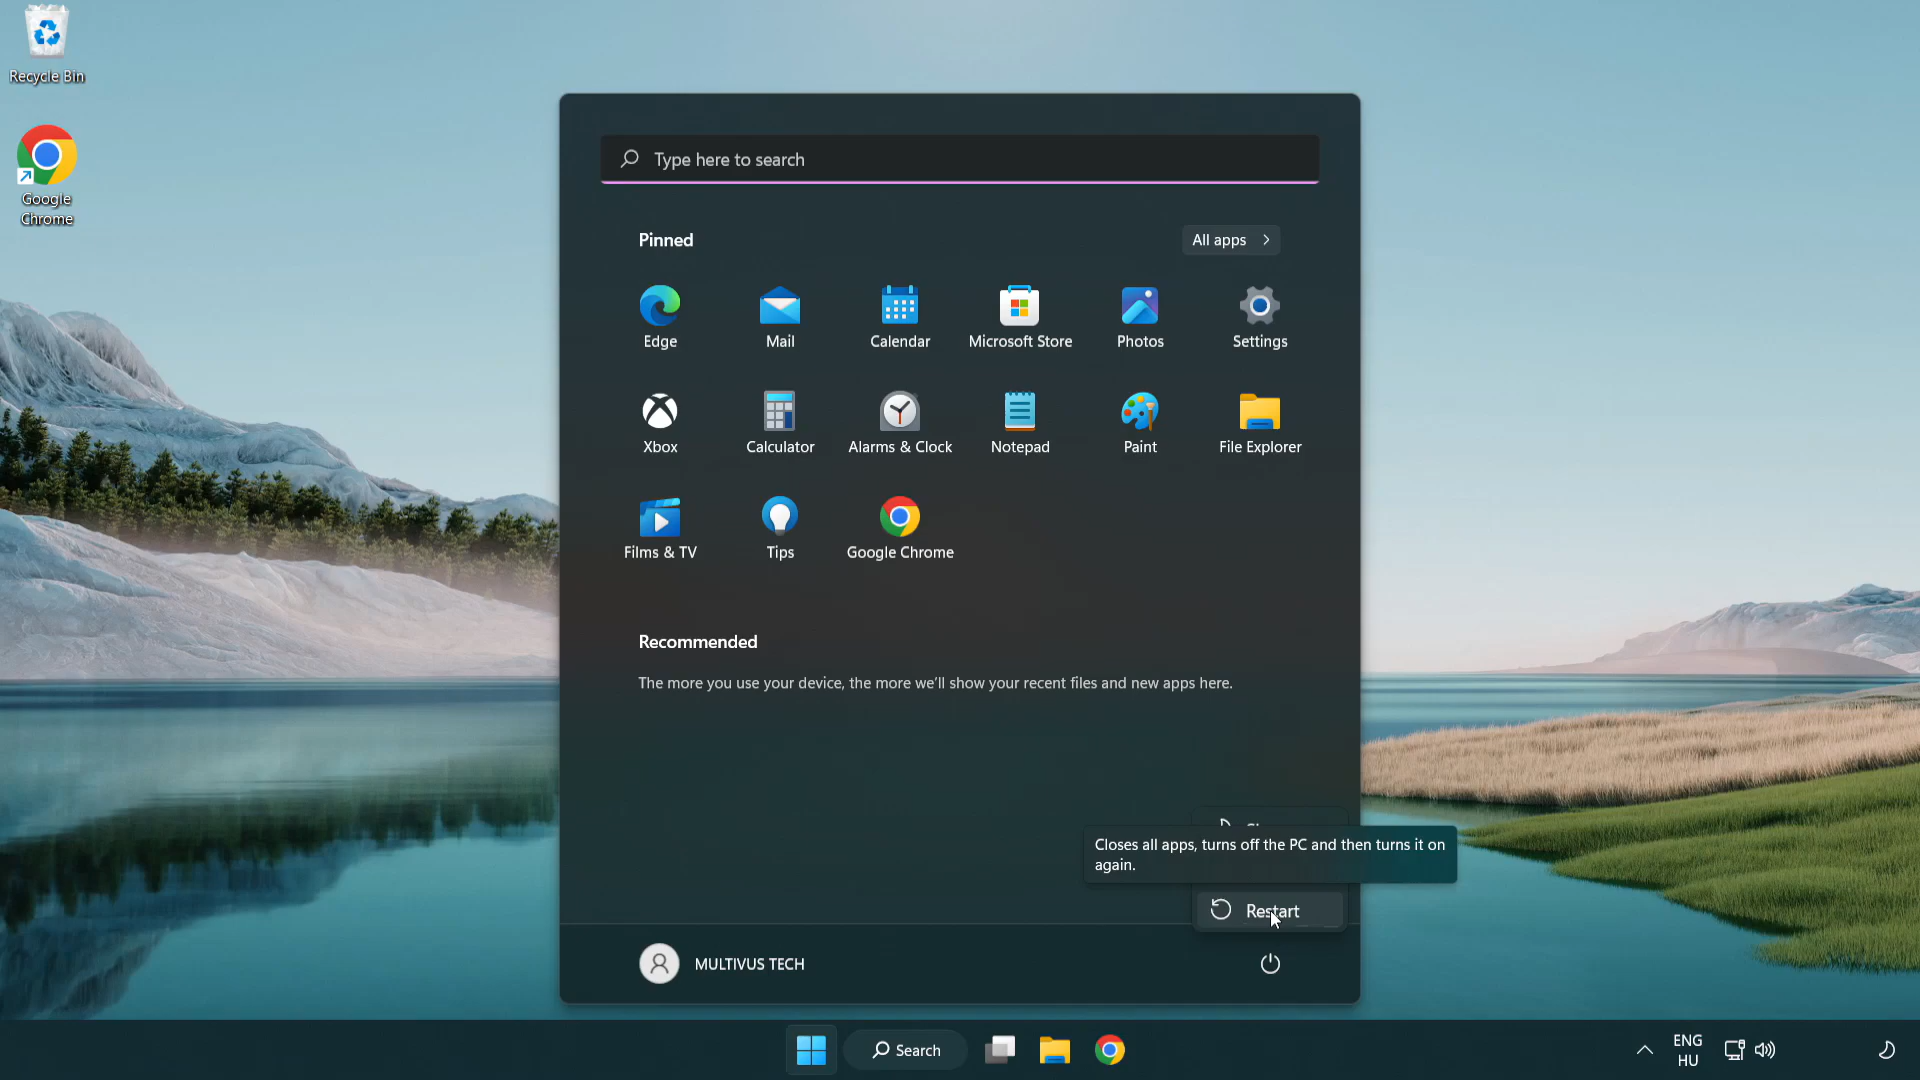 Recycle Bin
Google
Chrome
Type here to search
Pinned
All apps
Edge
Mail
Calendar
Microsoft Store
Photos
Settings
Xbox
Calculator
Alarms & Clock
Notepad
Paint
File Explorer
Films & TV
Tips
Google Chrome
Recommended
The more you use your device, the more we'll show your recent files and new apps here.
Closes all apps, turns off the PC and then turns it on
again.
Restart
MULTIVUS TECH
Search
ENG
HU